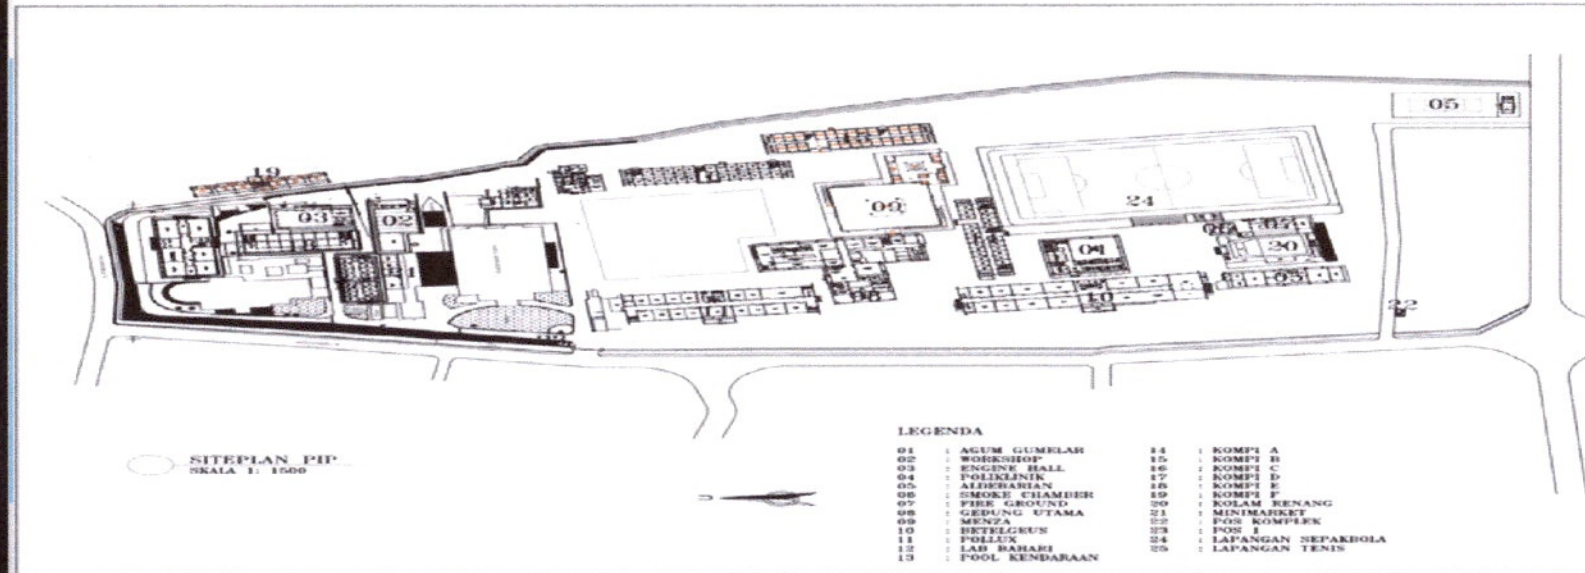 19
05
03
02
24
09
04
20
05
10
22
SITEPLAN PIP
SKALA 1: 1500
U
LEGENDA
01 : AGUM GUMELAR
02 : WORKSHOP
03 : ENGINE HALL
04 : POLIKLINIK
05 : ALDEBARIAN
06 : SMOKE CHAMBER
07 : FIRE GROUND
08 : GEDUNG UTAMA
09 : MENZA
10 : BETELGEUS
11 : POLLUX
12 : LAB BAHARI
13 : POOL KENDARAAN
14 : KOMPI A
15 : KOMPI B
16 : KOMPI C
17 : KOMPI D
18 : KOMPI E
19 : KOMPI F
20 : KOLAM RENANG
21 : MINIMARKET
22 : POS KOMPLEK
23 : POS 1
24 : LAPANGAN SEPAKBOLA
25 : LAPANGAN TENIS